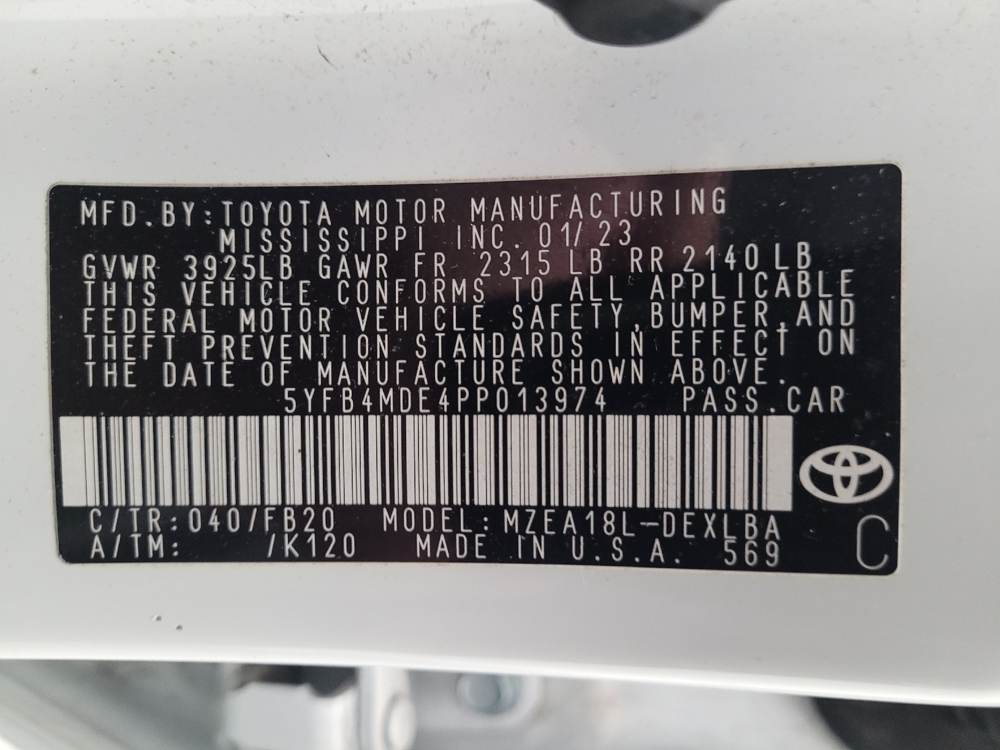 MFD.BY:TOYOTA MOTOR MANUFACTURING
MISSISSIPPI INC. 01/23
GVWR 3925LB GAWR FR 2315 LB RR 2140LB
THIS VEHICLE CONFORMS TO ALL APPLICABLE
FEDERAL MOTOR VEHICLE SAFETY,BUMPER,AND
THEFT PREVENTION STANDARDS IN EFFECT ON
THE DATE OF MANUFACTURE SHOWN ABOVE.
5YFB4MDE4PP013974 PASS.CAR
C/TR:040/FB20 MODEL:MZEA18L-DEXLBA
A/TM: /K120 MADE IN U.S.A. 569
C